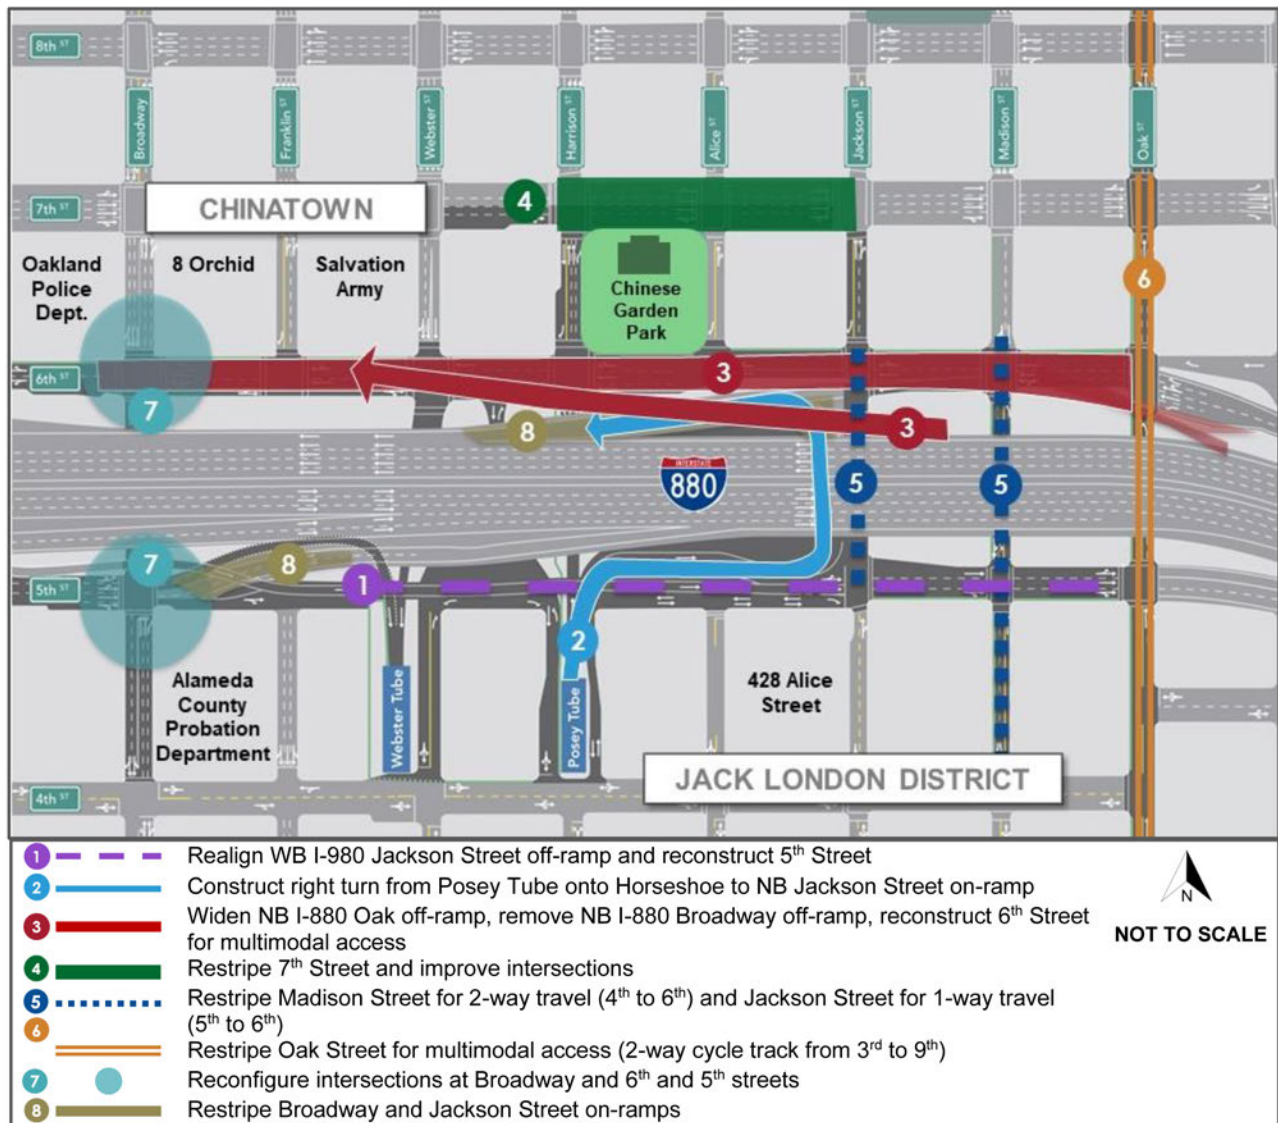 8th ST
Broadway
Franklin ST
Webster ST
Harrison ST
Alice ST
Jackson ST
Madison ST
Oak ST
7th ST
CHINATOWN
4
Oakland
Police
Dept.
8 Orchid
Salvation
Army
Chinese
Garden
Park
6
6th ST
7
3
3
8
INTERSTATE
880
5
5
7
8
5th ST
1
2
Alameda
County
Probation
Department
Webster Tube
Posey Tube
428 Alice
Street
JACK LONDON DISTRICT
4th ST
1 Realign WB I-980 Jackson Street off-ramp and reconstruct 5th Street
2 Construct right turn from Posey Tube onto Horseshoe to NB Jackson Street on-ramp
3 Widen NB I-880 Oak off-ramp, remove NB I-880 Broadway off-ramp, reconstruct 6th Street
for multimodal access
4 Restripe 7th Street and improve intersections
5 Restripe Madison Street for 2-way travel (4th to 6th) and Jackson Street for 1-way travel
(5th to 6th)
6 Restripe Oak Street for multimodal access (2-way cycle track from 3rd to 9th)
7 Reconfigure intersections at Broadway and 6th and 5th streets
8 Restripe Broadway and Jackson Street on-ramps
N
NOT TO SCALE